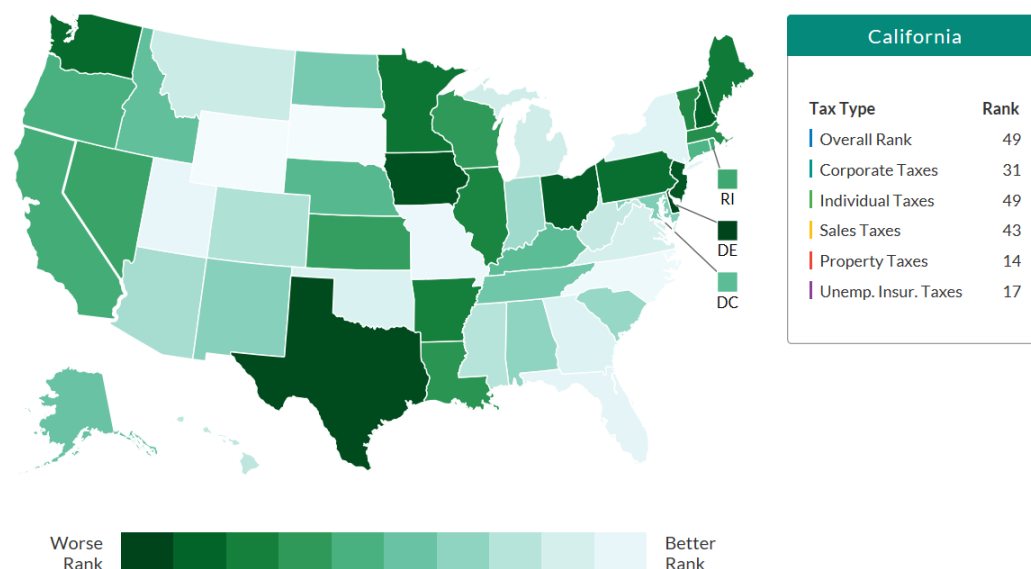 California
Tax Type Rank
Overall Rank 49
Corporate Taxes 31
Individual Taxes 49
Sales Taxes 43
Property Taxes 14
Unemp. Insur. Taxes 17
RI
DE
DC
Worse
Rank
Better
Rank